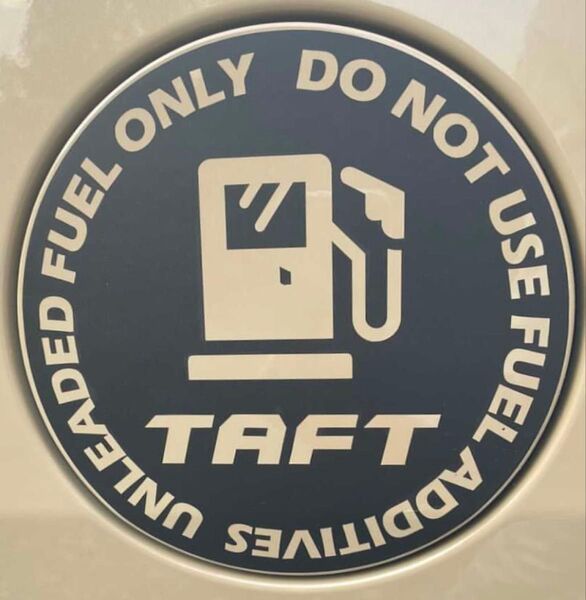 UNLEADED FUEL ONLY DO NOT USE FUEL ADDITIVES
TAFT